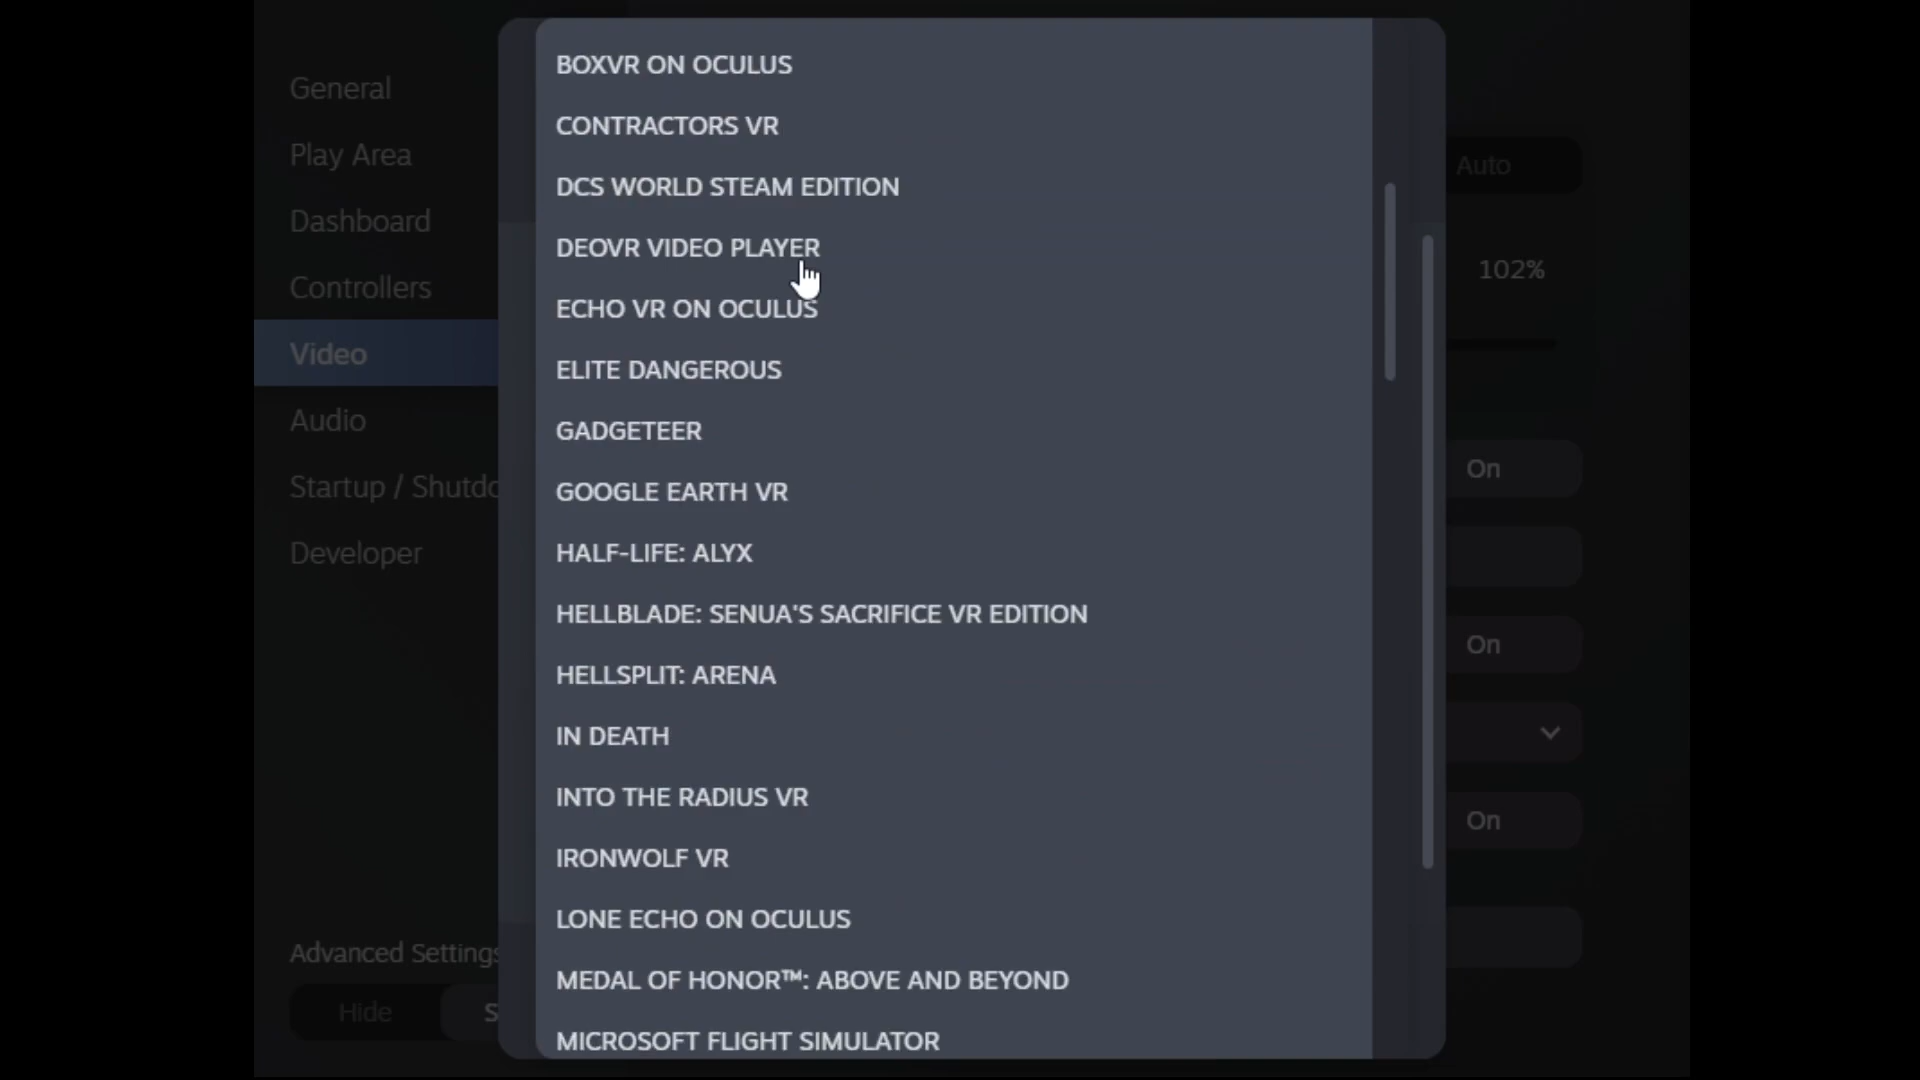 General
Play Area
Dashboard
Controllers
Video
Audio
Startup / Shutdo
Developer
Advanced Settings
Hide
S
BOXVR ON OCULUS
CONTRACTORS VR
DCS WORLD STEAM EDITION
DEOVR VIDEO PLAYER
ECHO VR ON OCULUS
ELITE DANGEROUS
GADGETEER
GOOGLE EARTH VR
HALF-LIFE: ALYX
HELLBLADE: SENUA'S SACRIFICE VR EDITION
HELLSPLIT: ARENA
IN DEATH
INTO THE RADIUS VR
IRONWOLF VR
LONE ECHO ON OCULUS
MEDAL OF HONOR™: ABOVE AND BEYOND
MICROSOFT FLIGHT SIMULATOR
Auto
102%
On
On
On